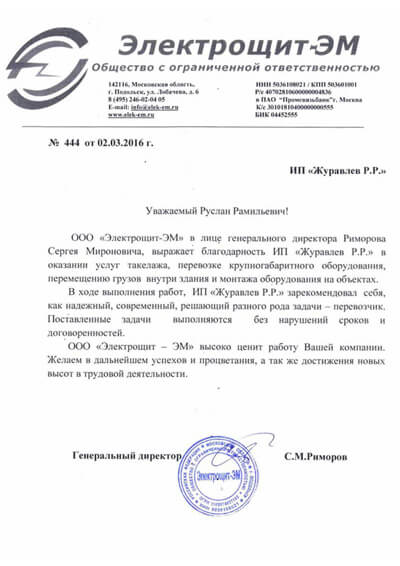 Электрощит-ЭМ
Общество с ограниченной ответственностью
142116, Московская область,
г. Подольск, ул. Лобачева, д. 6
8 (495) 246-02-04 05
E-mail: info@elek-em.ru
www.elek-em.ru
ИНН 5036108021 / КПП 503601001
Р/с 40702810600000004836
в ПАО "Промсвязьбанк"г. Москва
К/с 30101810400000000555
БИК 04452555
№ 444 от 02.03.2016 г.
ИП «Журавлев Р.Р.»
Уважаемый Руслан Рамильевич!
ООО «Электрощит-ЭМ» в лице генерального директора Риморова
Сергея Мироновича, выражает благодарность ИП «Журавлев Р.Р.» в
оказании услуг такелажа, перевозке крупногабаритного оборудования,
перемещению грузов внутри здания и монтажа оборудования на объектах.
В ходе выполнения работ, ИП «Журавлев Р.Р.» зарекомендовал себя,
как надежный, современный, решающий разного рода задачи – перевозчик.
Поставленные задачи выполняются без нарушений сроков и
договоренностей.
ООО «Электрощит – ЭМ» высоко ценит работу Вашей компании.
Желаем в дальнейшем успехов и процветания, а так же достижения новых
высот в трудовой деятельности.
Генеральный директор
С.М.Риморов
Электрощит-ЭМ